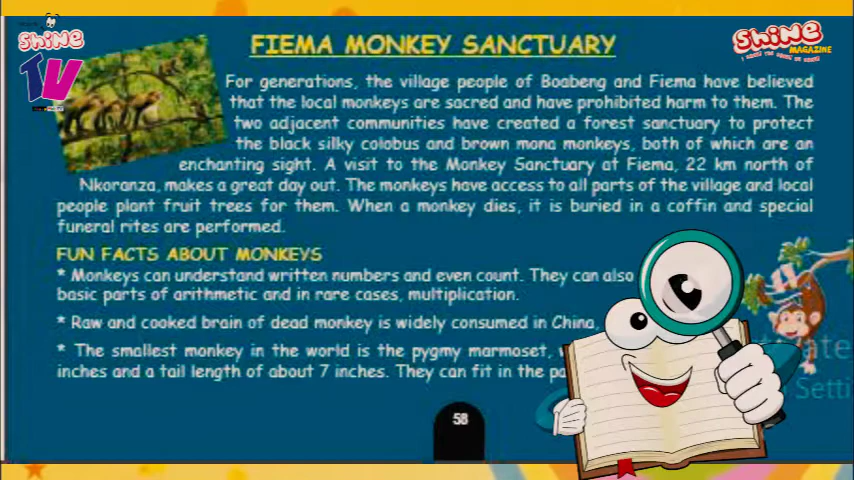 SHINE
TV
SHINE
MAGAZINE
FIEMA MONKEY SANCTUARY
For generations, the village people of Boabeng and Fiema have believed
that the local monkeys are sacred and have prohibited harm to them. The
two adjacent communities have created a forest sanctuary to protect
the black silky colobus and brown mona monkeys, both of which are an
enchanting sight. A visit to the Monkey Sanctuary at Fiema, 22 km north of
Nkoranza, makes a great day out. The monkeys have access to all parts of the village and local
people plant fruit trees for them. When a monkey dies, it is buried in a coffin and special
funeral rites are performed.
FUN FACTS ABOUT MONKEYS
* Monkeys can understand written numbers and even count. They can also
basic parts of arithmetic and in rare cases, multiplication.
* Raw and cooked brain of dead monkey is widely consumed in China,
* The smallest monkey in the world is the pygmy marmoset,
inches and a tail length of about 7 inches. They can fit in the
58